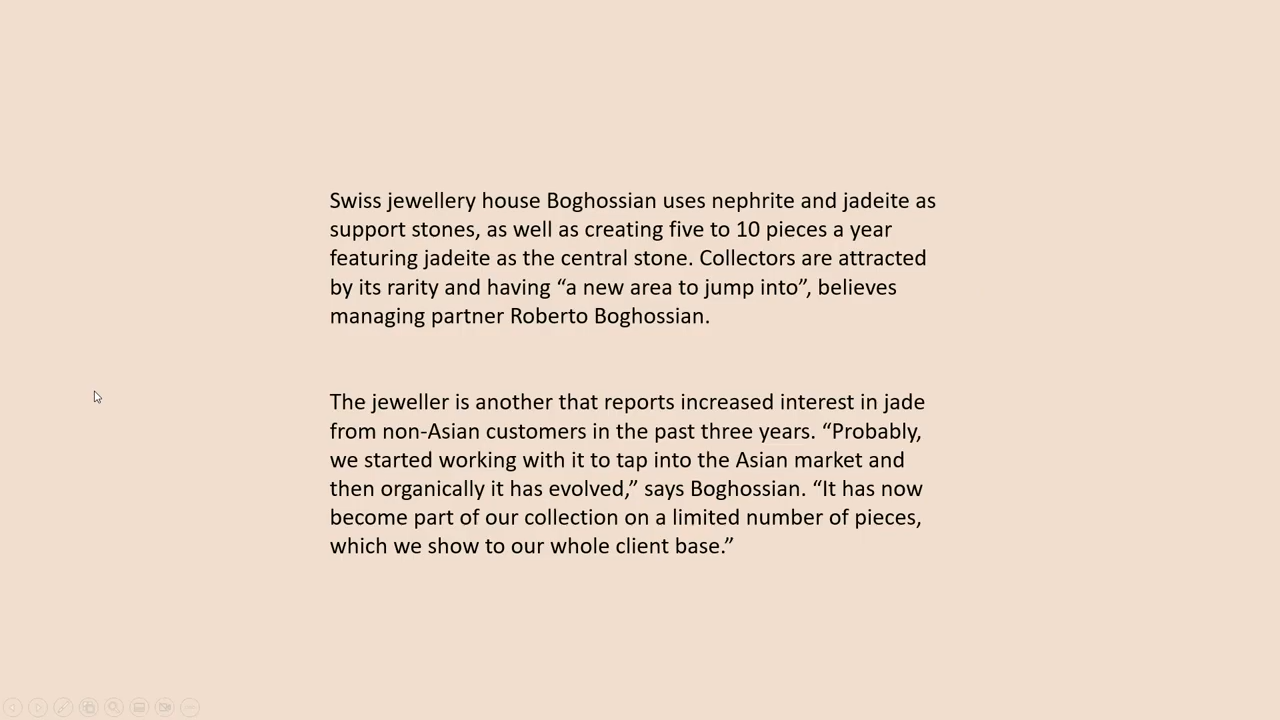 Swiss jewellery house Boghossian uses nephrite and jadeite as
support stones, as well as creating five to 10 pieces a year
featuring jadeite as the central stone. Collectors are attracted
by its rarity and having “a new area to jump into”, believes
managing partner Roberto Boghossian.
The jeweller is another that reports increased interest in jade
from non-Asian customers in the past three years. “Probably,
we started working with it to tap into the Asian market and
then organically it has evolved,” says Boghossian. “It has now
become part of our collection on a limited number of pieces,
which we show to our whole client base.”